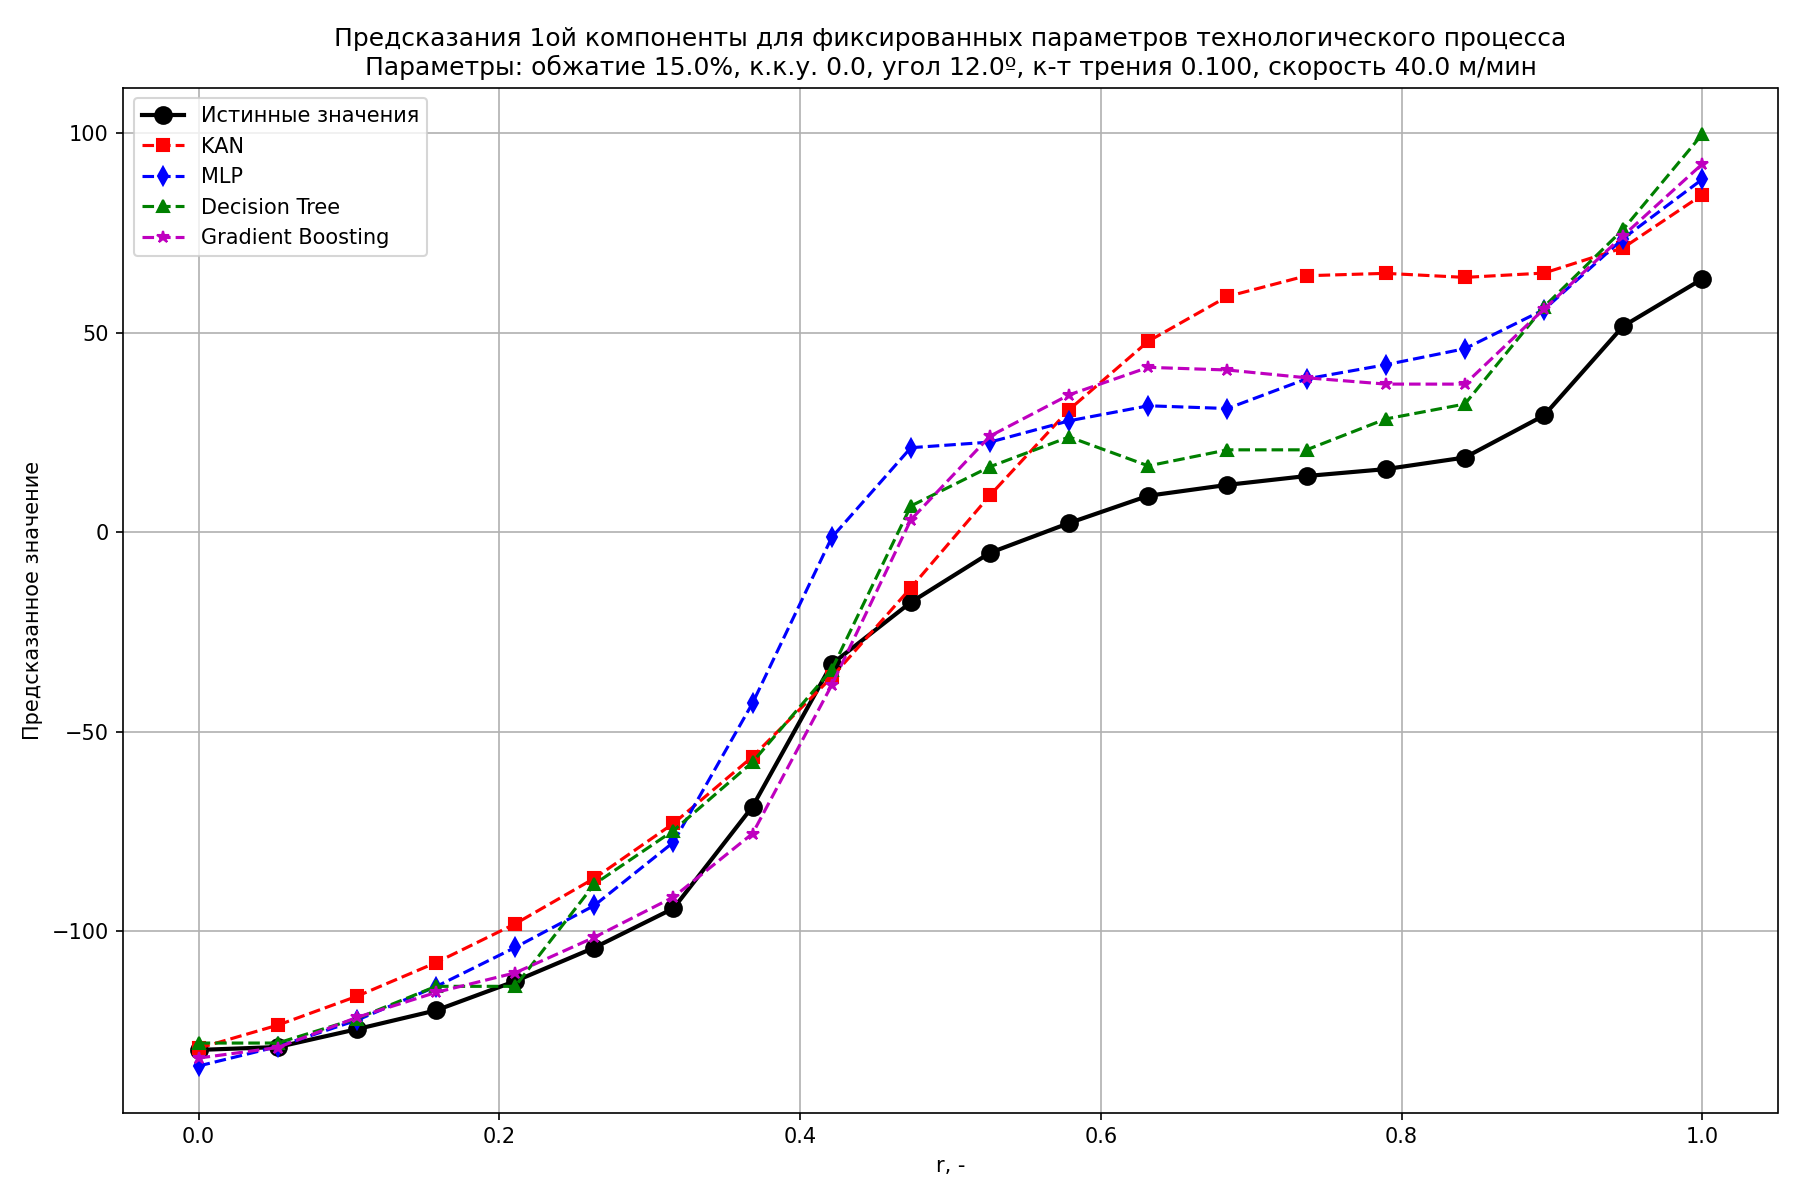 Предсказания 1ой компоненты для фиксированных параметров технологического процесса
Параметры: обжатие 15.0%, к.к.у. 0.0, угол 12.0º, к-т трения 0.100, скорость 40.0 м/мин
Истинные значения
KAN
MLP
Decision Tree
Gradient Boosting
Предсказанное значение
100
50
0
−50
−100
0.0
0.2
0.4
0.6
0.8
1.0
r, -